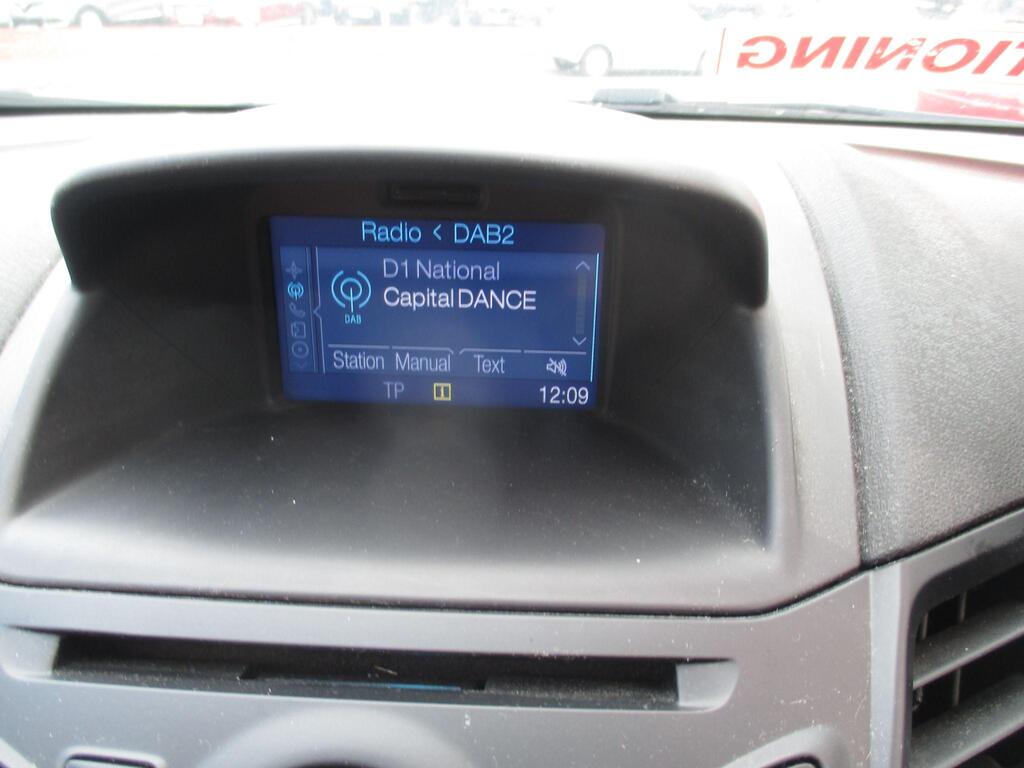 TIONING
Radio < DAB2
D1 National
Capital DANCE
DAB
Station Manual Text
TP i 12:09